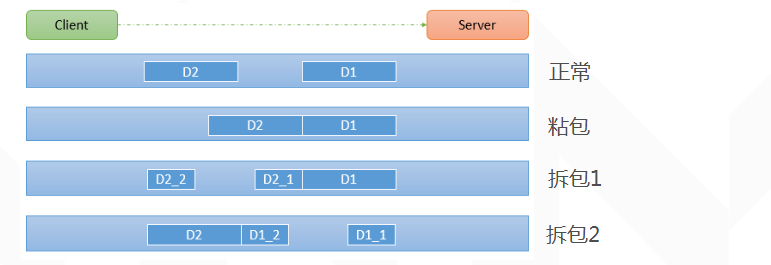 Client Server
D2 D1 正常
D2 D1 粘包
D2_2 D2_1 D1 拆包1
D2 D1_2 D1_1 拆包2